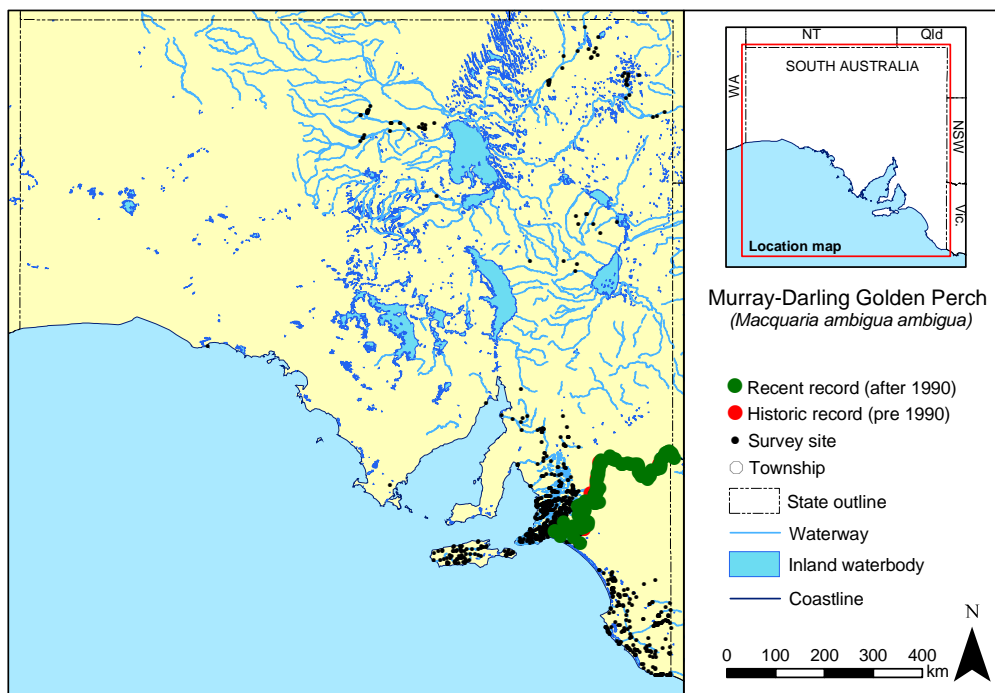 NT
Qld
SOUTH AUSTRALIA
WA
NSW
Vic.
Location map
Murray-Darling Golden Perch
(Macquaria ambigua ambigua)
Recent record (after 1990)
Historic record (pre 1990)
Survey site
Township
State outline
Waterway
Inland waterbody
Coastline
N
0 100 200 300 400
km